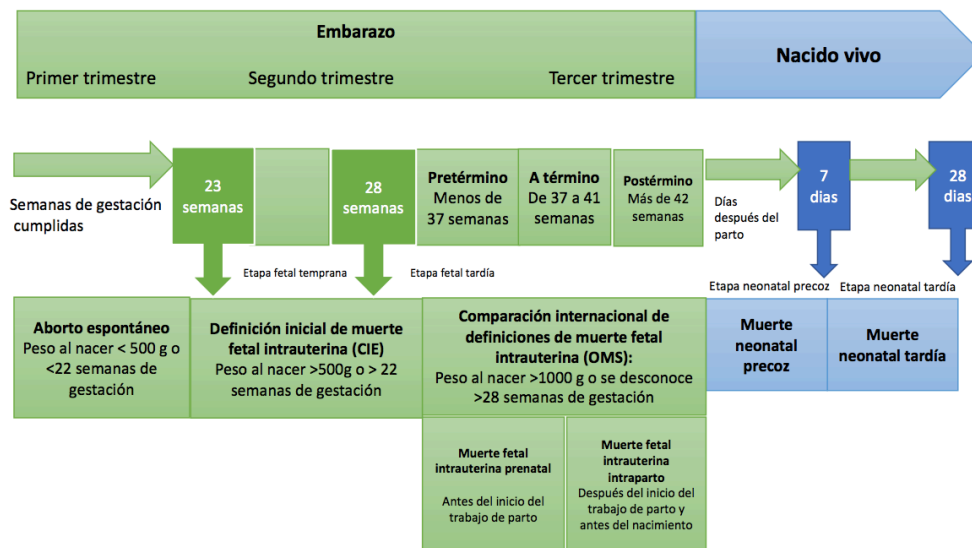 Embarazo
Primer trimestre
Segundo trimestre
Tercer trimestre
Nacido vivo
Semanas de gestación
cumplidas
23
semanas
28
semanas
Pretérmino
Menos de
37 semanas
A término
De 37 a 41
semanas
Postérmino
Más de 42
semanas
Días
después del
parto
7
dias
28
dias
Etapa fetal temprana
Etapa fetal tardía
Etapa neonatal precoz
Etapa neonatal tardía
Aborto espontáneo
Peso al nacer < 500 g o
<22 semanas de
gestación
Definición inicial de muerte
fetal intrauterina (CIE)
Peso al nacer >500g o > 22
semanas de gestación
Comparación internacional de
definiciones de muerte fetal
intrauterina (OMS):
Peso al nacer >1000 g o se desconoce
>28 semanas de gestación
Muerte
neonatal
precoz
Muerte
neonatal tardía
Muerte fetal
intrauterina prenatal
Antes del inicio del
trabajo de parto
Muerte fetal
intrauterina
intraparto
Después del inicio del
trabajo de parto y
antes del nacimiento